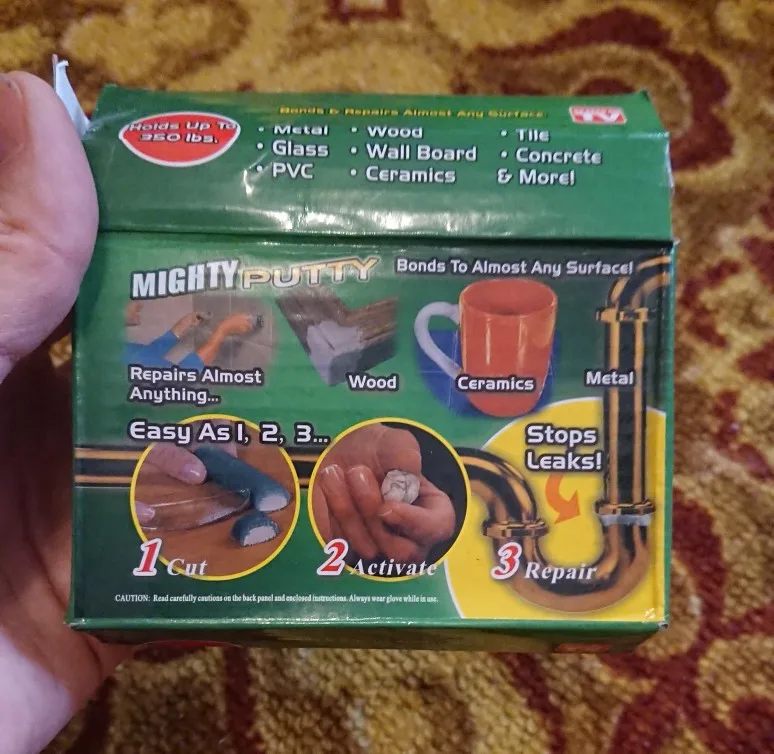 Bonds & Repairs Almost Any Surface
Holds Up To
350 lbs.
• Metal • Wood • Tile
• Glass • Wall Board • Concrete
• PVC • Ceramics & More!
TV
MIGHTY PUTTY
Bonds To Almost Any Surface!
Repairs Almost
Anything...
Wood
Ceramics
Metal
Easy As 1, 2, 3...
Stops
Leaks!
1 Cut
2 Activate
3 Repair
CAUTION: Read carefully cautions on the back panel and enclosed instructions. Always wear glove while in use.